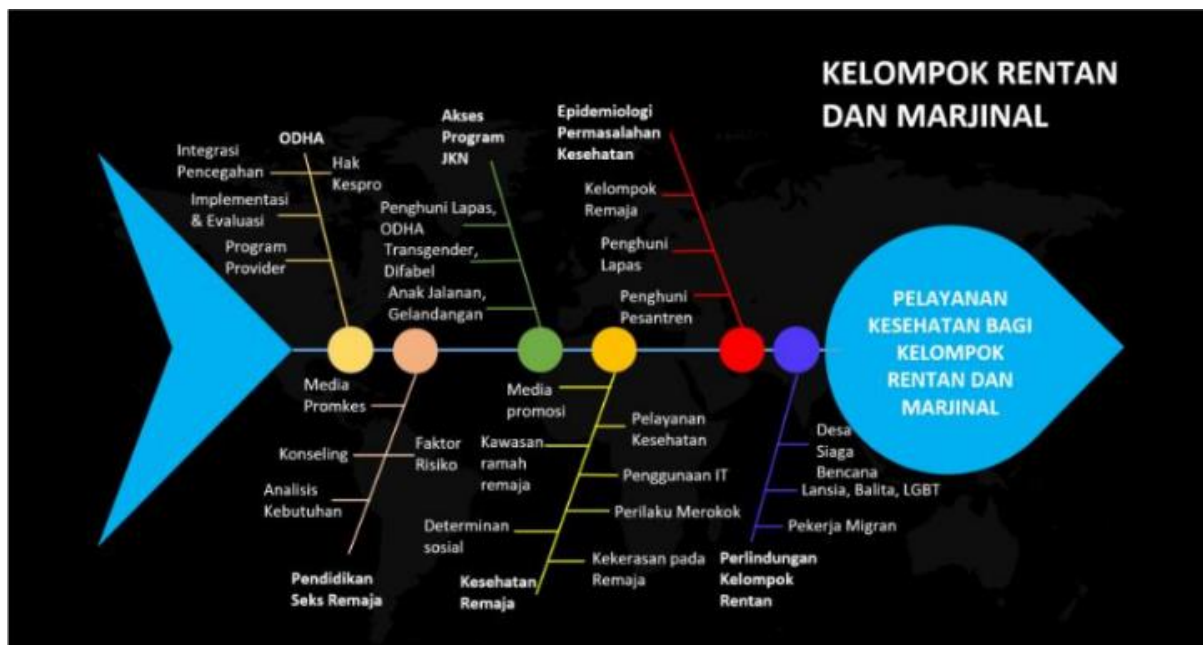 KELOMPOK RENTAN
DAN MARJINAL
ODHA
Integrasi
Pencegahan
Hak
Kespro
Implementasi
& Evaluasi
Program
Provider
Akses
Program
JKN
Penghuni Lapas,
ODHA
Transgender,
Difabel
Anak Jalanan,
Gelandangan
Epidemiologi
Permasalahan
Kesehatan
Kelompok
Remaja
Penghuni
Lapas
Penghuni
Pesantren
PELAYANAN
KESEHATAN BAGI
KELOMPOK
RENTAN DAN
MARJINAL
Media
Promkes
Konseling
Faktor
Risiko
Analisis
Kebutuhan
Pendidikan
Seks Remaja
Media
promosi
Kawasan
ramah
remaja
Determinan
sosial
Pelayanan
Kesehatan
Penggunaan IT
Perilaku Merokok
Kekerasan pada
Remaja
Kesehatan
Remaja
Desa
Siaga
Bencana
Lansia, Balita, LGBT
Pekerja Migran
Perlindungan
Kelompok
Rentan